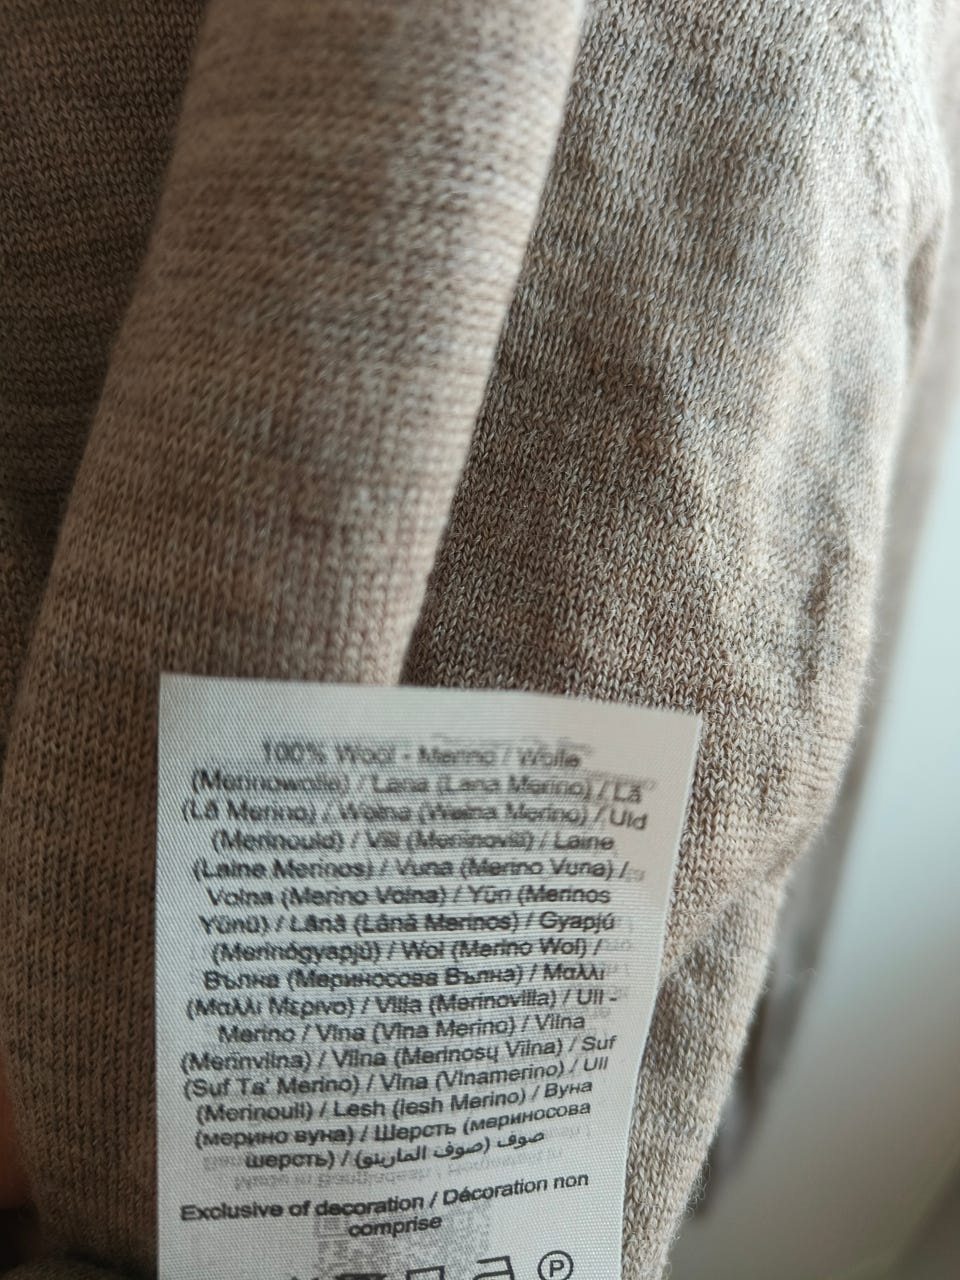 100% Wool - Merino / Wolle
(Merinowolle) / Lana (Lana Merino) / Lã
(Lã Merino) / Wełna (Wełna Merino) / Uld
(Merinould) / Vill (Meriinovill) / Laine
(Laine Merinos) / Vuna (Merino Vuna) /
Volna (Merino Volna) / Yün (Merinos
Yünü) / Lână (Lână Merinos) / Gyapjú
(Merinógyapjú) / Wol (Merino Wol) /
Вълна (Мериносова Вълна) / Μαλλί
(Μαλλί Μερινο) / Villa (Merinovilla) / Ull -
Merino / Vlna (Vlna Merino) / Vilna
(Merinvilna) / Vilna (Merinosų Vilna) / Suf
(Suf Ta' Merino) / Vlna (Vlnamerino) / Ull
(Merinoull) / Lesh (lesh Merino) / Вуна
(мерино вуна) / Шерсть (мериносова
шерсть) / صوف (صوف المارينو)
Exclusive of decoration / Décoration non
comprise
P